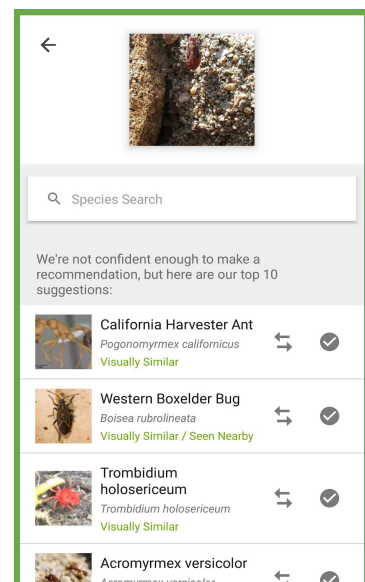 Species Search
We're not confident enough to make a
recommendation, but here are our top 10
suggestions:
California Harvester Ant
Pogonomyrmex californicus
Visually Similar
Western Boxelder Bug
Boisea rubrolineata
Visually Similar / Seen Nearby
Trombidium
holosericeum
Trombidium holosericeum
Visually Similar
Acromyrmex versicolor
Acromyrmex versicolor